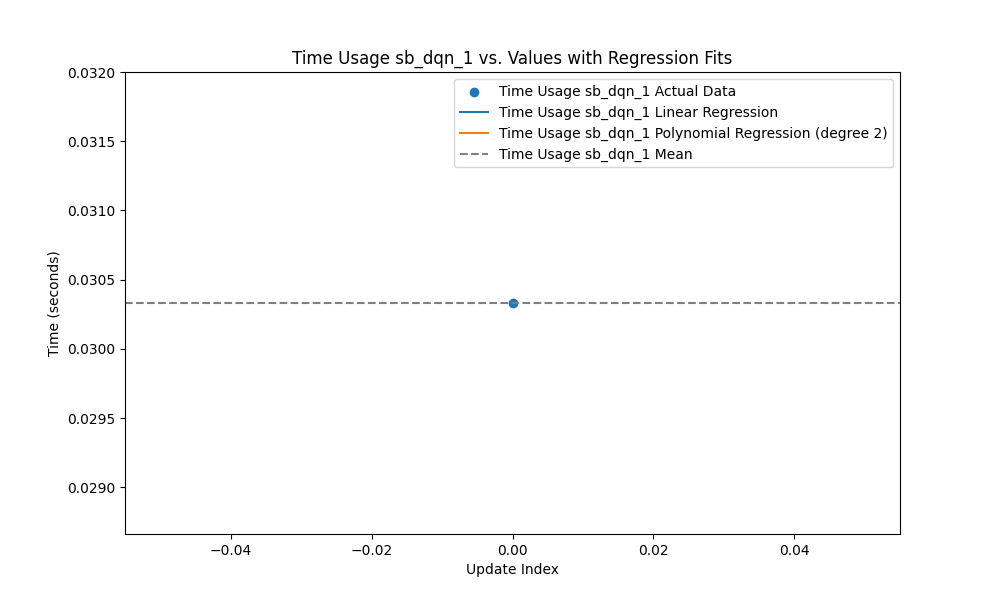 Time Usage sb_dqn_1 vs. Values with Regression Fits
Time Usage sb_dqn_1 Actual Data
Time Usage sb_dqn_1 Linear Regression
Time Usage sb_dqn_1 Polynomial Regression (degree 2)
Time Usage sb_dqn_1 Mean
Time (seconds)
0.0320
0.0315
0.0310
0.0305
0.0300
0.0295
0.0290
−0.04
−0.02
0.00
0.02
0.04
Update Index